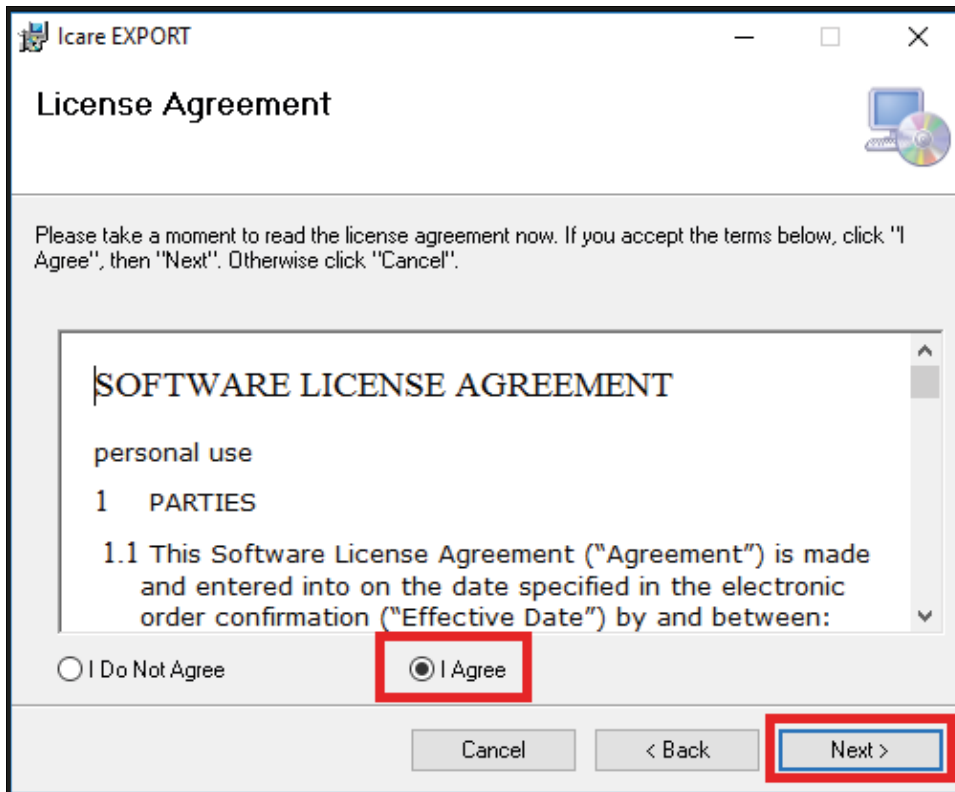 Icare EXPORT
License Agreement
Please take a moment to read the license agreement now. If you accept the terms below, click "I
Agree", then "Next". Otherwise click "Cancel".
SOFTWARE LICENSE AGREEMENT
personal use
1 PARTIES
1.1 This Software License Agreement (“Agreement”) is made
and entered into on the date specified in the electronic
order confirmation (“Effective Date”) by and between:
I Do Not Agree I Agree
Cancel < Back Next >